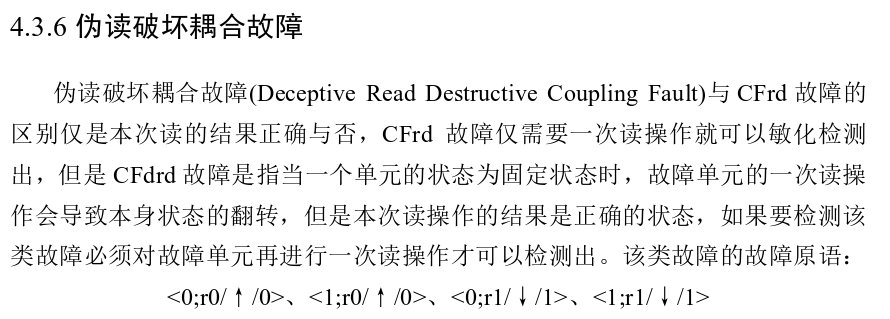 4.3.6 伪读破坏耦合故障
伪读破坏耦合故障(Deceptive Read Destructive Coupling Fault)与 CFrd 故障的
区别仅是本次读的结果正确与否，CFrd 故障仅需要一次读操作就可以敏化检测
出，但是 CFdrd 故障是指当一个单元的状态为固定状态时，故障单元的一次读操
作会导致本身状态的翻转，但是本次读操作的结果是正确的状态，如果要检测该
类故障必须对故障单元再进行一次读操作才可以检测出。该类故障的故障原语：
<0;r0/↑/0>、<1;r0/↑/0>、<0;r1/↓/1>、<1;r1/↓/1>